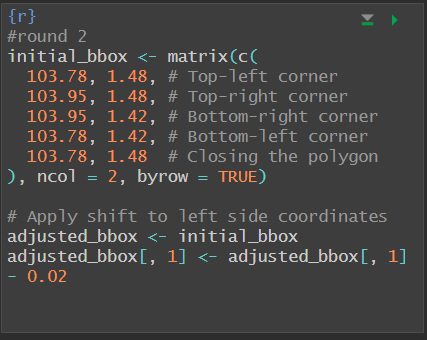 {r}
#round 2
initial_bbox <- matrix(c(
  103.78, 1.48, # Top-left corner
  103.95, 1.48, # Top-right corner
  103.95, 1.42, # Bottom-right corner
  103.78, 1.42, # Bottom-left corner
  103.78, 1.48  # Closing the polygon
), ncol = 2, byrow = TRUE)

# Apply shift to left side coordinates
adjusted_bbox <- initial_bbox
adjusted_bbox[, 1] <- adjusted_bbox[, 1]
- 0.02